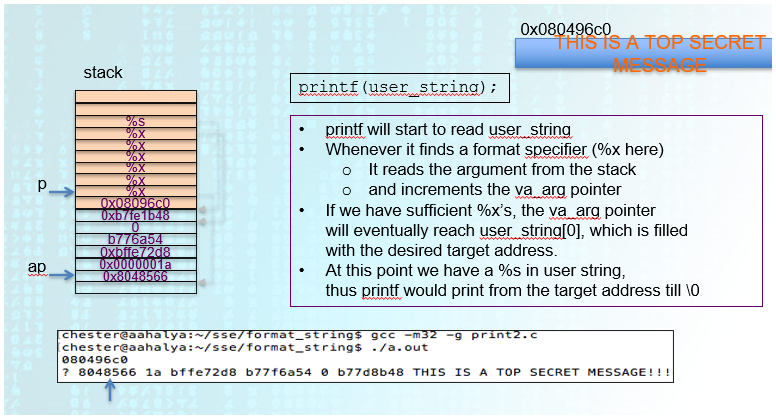 0x080496c0
THIS IS A TOP SECRET
MESSAGE
stack
printf(user_string);
%s
%x
%x
%x
%x
%x
%x
0x08096c0
0xb7fe1b48
0
b776a54
0xbffe72d8
0x0000001a
0x8048566
p
ap
• printf will start to read user_string
• Whenever it finds a format specifier (%x here)
o It reads the argument from the stack
o and increments the va_arg pointer
• If we have sufficient %x's, the va_arg pointer
will eventually reach user_string[0], which is filled
with the desired target address.
• At this point we have a %s in user string,
thus printf would print from the target address till \0
chester@aahalya:~/sse/format_string$ gcc -m32 -g print2.c
chester@aahalya:~/sse/format_string$ ./a.out
080496c0
? 8048566 1a bffe72d8 b77f6a54 0 b77d8b48 THIS IS A TOP SECRET MESSAGE!!!